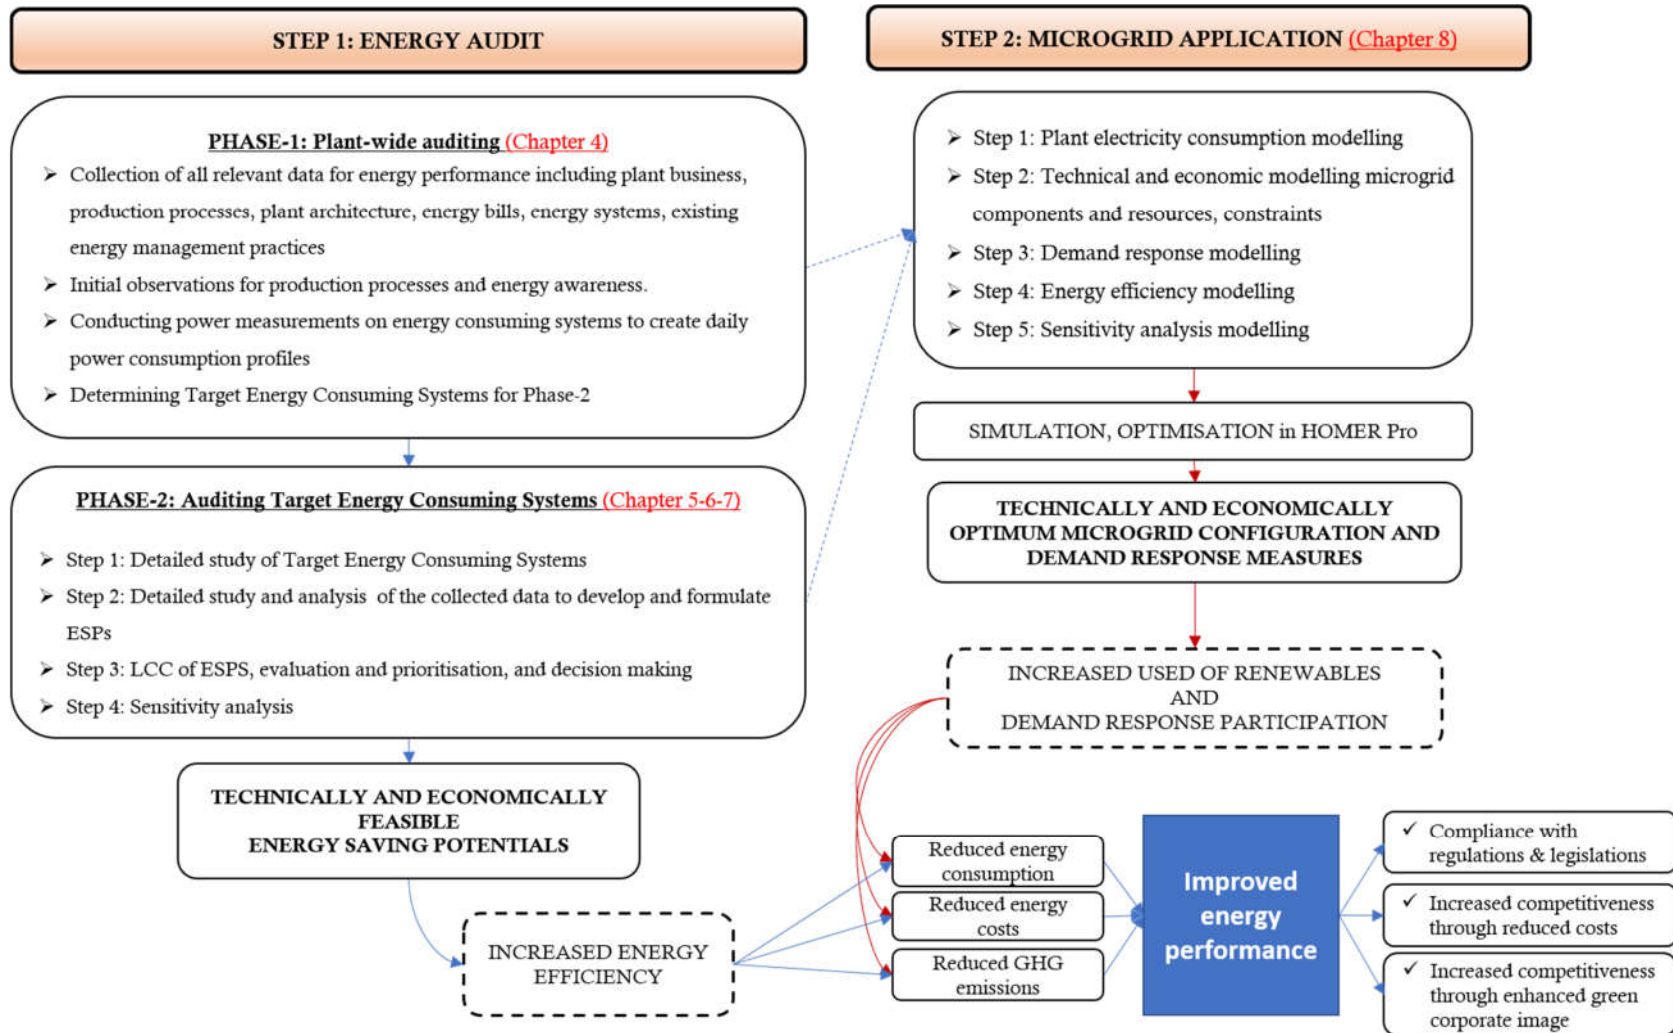 STEP 1: ENERGY AUDIT
PHASE-1: Plant-wide auditing (Chapter 4)
➤ Collection of all relevant data for energy performance including plant business,
production processes, plant architecture, energy bills, energy systems, existing
energy management practices
➤ Initial observations for production processes and energy awareness.
➤ Conducting power measurements on energy consuming systems to create daily
power consumption profiles
➤ Determining Target Energy Consuming Systems for Phase-2
PHASE-2: Auditing Target Energy Consuming Systems (Chapter 5-6-7)
➤ Step 1: Detailed study of Target Energy Consuming Systems
➤ Step 2: Detailed study and analysis of the collected data to develop and formulate
ESPs
➤ Step 3: LCC of ESPS, evaluation and prioritisation, and decision making
➤ Step 4: Sensitivity analysis
TECHNICALLY AND ECONOMICALLY
FEASIBLE
ENERGY SAVING POTENTIALS
INCREASED ENERGY
EFFICIENCY
STEP 2: MICROGRID APPLICATION (Chapter 8)
➤ Step 1: Plant electricity consumption modelling
➤ Step 2: Technical and economic modelling microgrid
components and resources, constraints
➤ Step 3: Demand response modelling
➤ Step 4: Energy efficiency modelling
➤ Step 5: Sensitivity analysis modelling
SIMULATION, OPTIMISATION in HOMER Pro
TECHNICALLY AND ECONOMICALLY
OPTIMUM MICROGRID CONFIGURATION AND
DEMAND RESPONSE MEASURES
INCREASED USED OF RENEWABLES
AND
DEMAND RESPONSE PARTICIPATION
Reduced energy
consumption
Reduced energy
costs
Reduced GHG
emissions
Improved
energy
performance
✓ Compliance with
regulations & legislations
✓ Increased competitiveness
through reduced costs
✓ Increased competitiveness
through enhanced green
corporate image